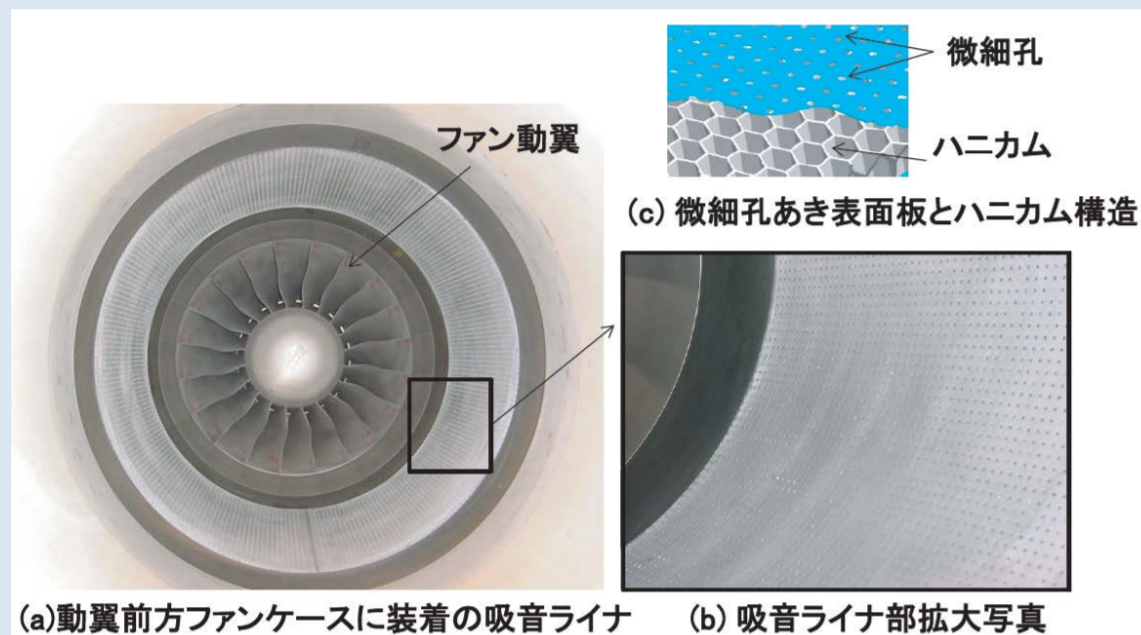 微細孔
ファン動翼
ハニカム
(c) 微細孔あき表面板とハニカム構造
(a)動翼前方ファンケースに装着の吸音ライナ
(b) 吸音ライナ部拡大写真